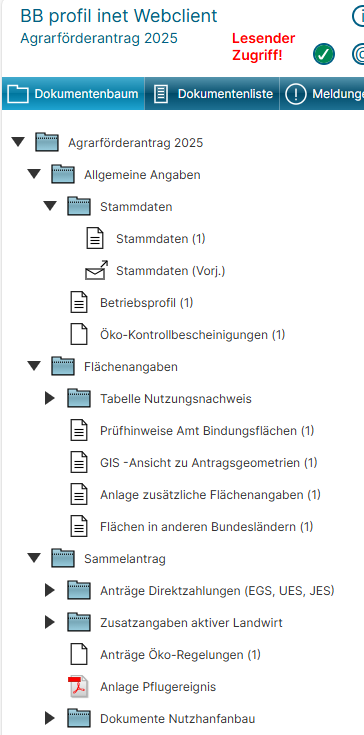 BB profil inet Webclient
Agrarförderantrag 2025
Lesender
Zugriff!
Dokumentenbaum
Dokumentenliste
Meldunge
Agrarförderantrag 2025
Allgemeine Angaben
Stammdaten
Stammdaten (1)
Stammdaten (Vorj.)
Betriebsprofil (1)
Öko-Kontrollbescheinigungen (1)
Flächenangaben
Tabelle Nutzungsnachweis
Prüfhinweise Amt Bindungsflächen (1)
GIS -Ansicht zu Antragsgeometrien (1)
Anlage zusätzliche Flächenangaben (1)
Flächen in anderen Bundesländern (1)
Sammelantrag
Anträge Direktzahlungen (EGS, UES, JES)
Zusatzangaben aktiver Landwirt
Anträge Öko-Regelungen (1)
Anlage Pflugereignis
Dokumente Nutzhanfanbau